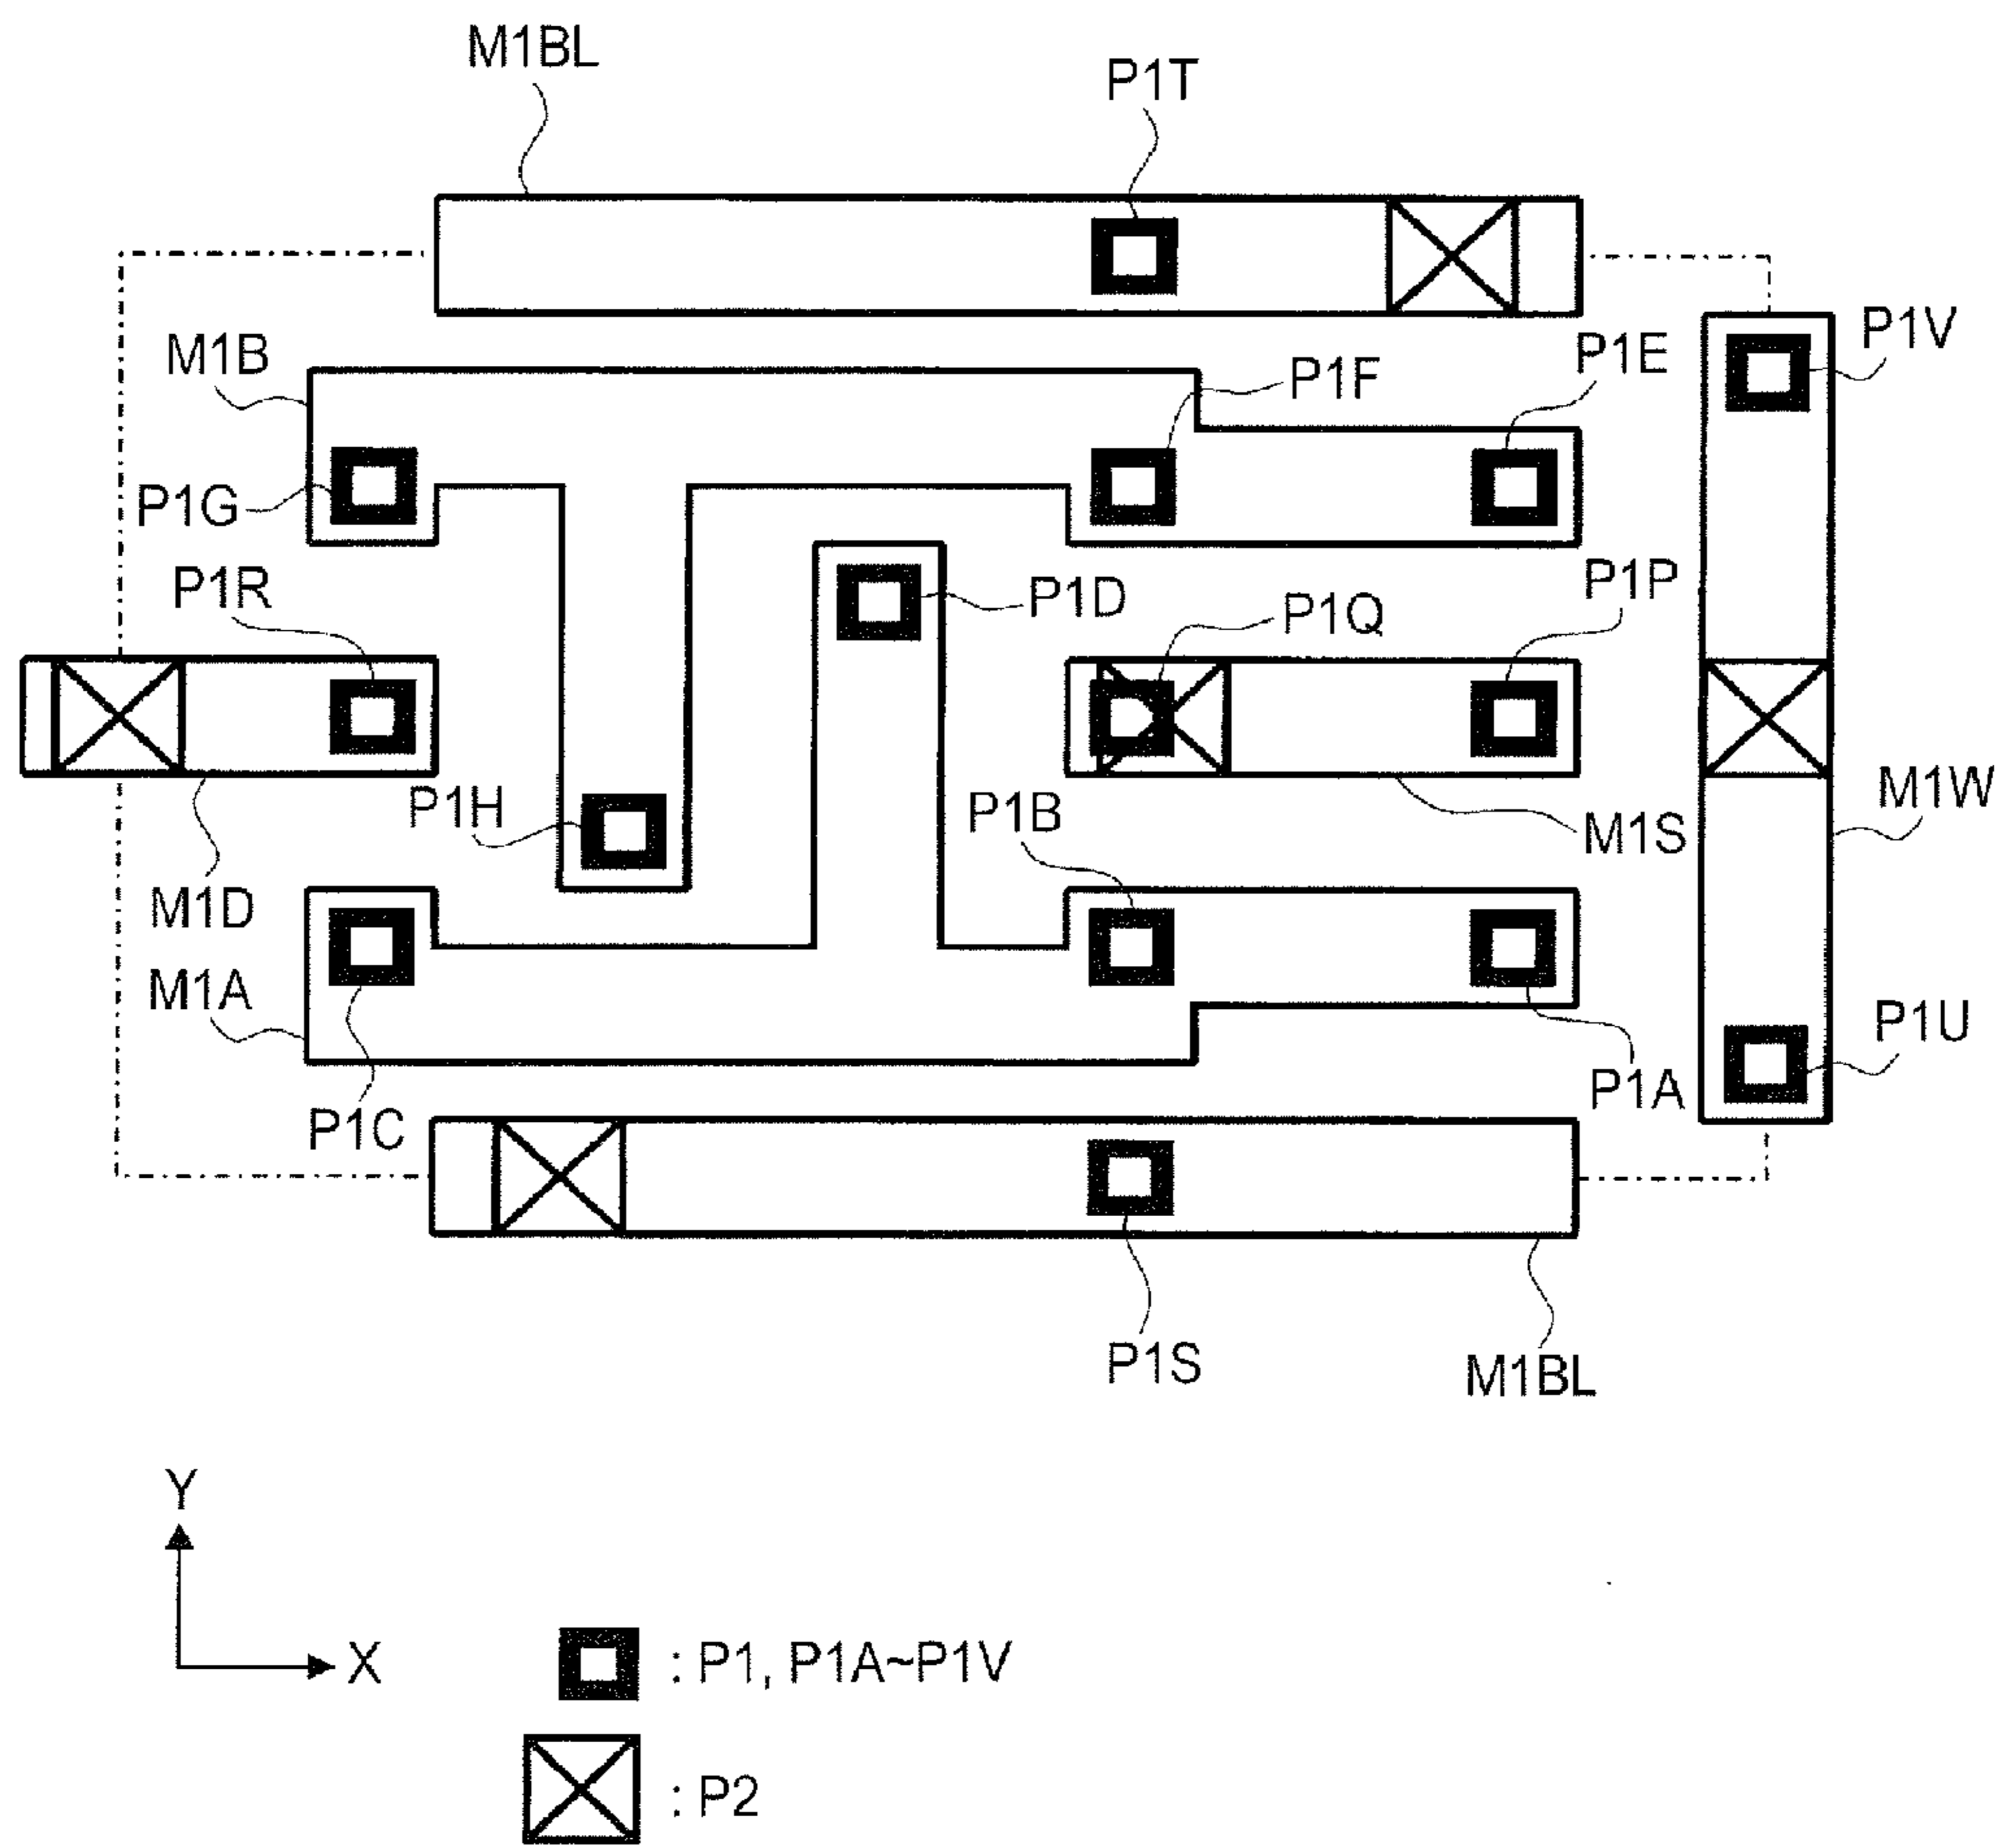 M1BL
P1T
P1V
M1B
P1E
P1F
P1G
P1R
P1D
P1P
P1Q
P1H
P1B
M1W
M1S
M1D
M1A
P1U
P1A
P1C
P1S
M1BL
Y
X
: P1, P1A~P1V
: P2